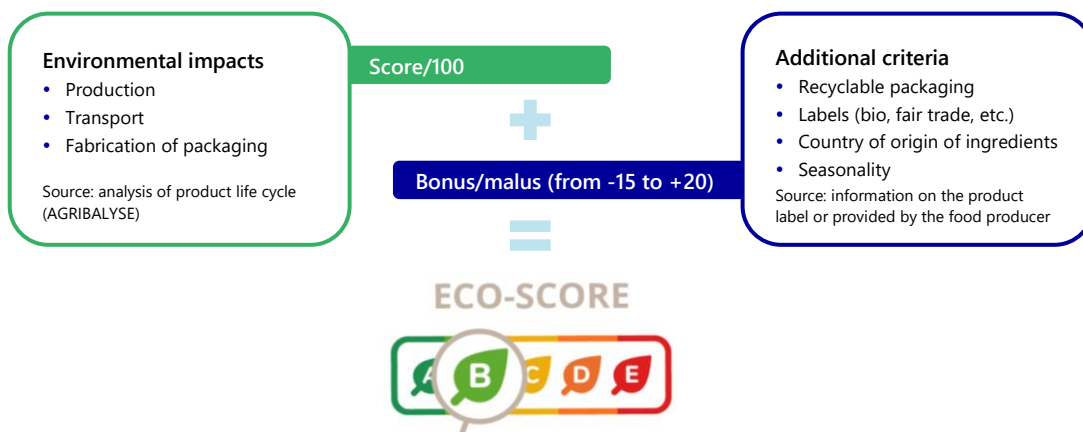 Environmental impacts
• Production
• Transport
• Fabrication of packaging
Source: analysis of product life cycle
(AGRIBALYSE)
Score/100
+
Bonus/malus (from -15 to +20)
=
Additional criteria
• Recyclable packaging
• Labels (bio, fair trade, etc.)
• Country of origin of ingredients
• Seasonality
Source: information on the product
label or provided by the food producer
ECO-SCORE
A B C D E